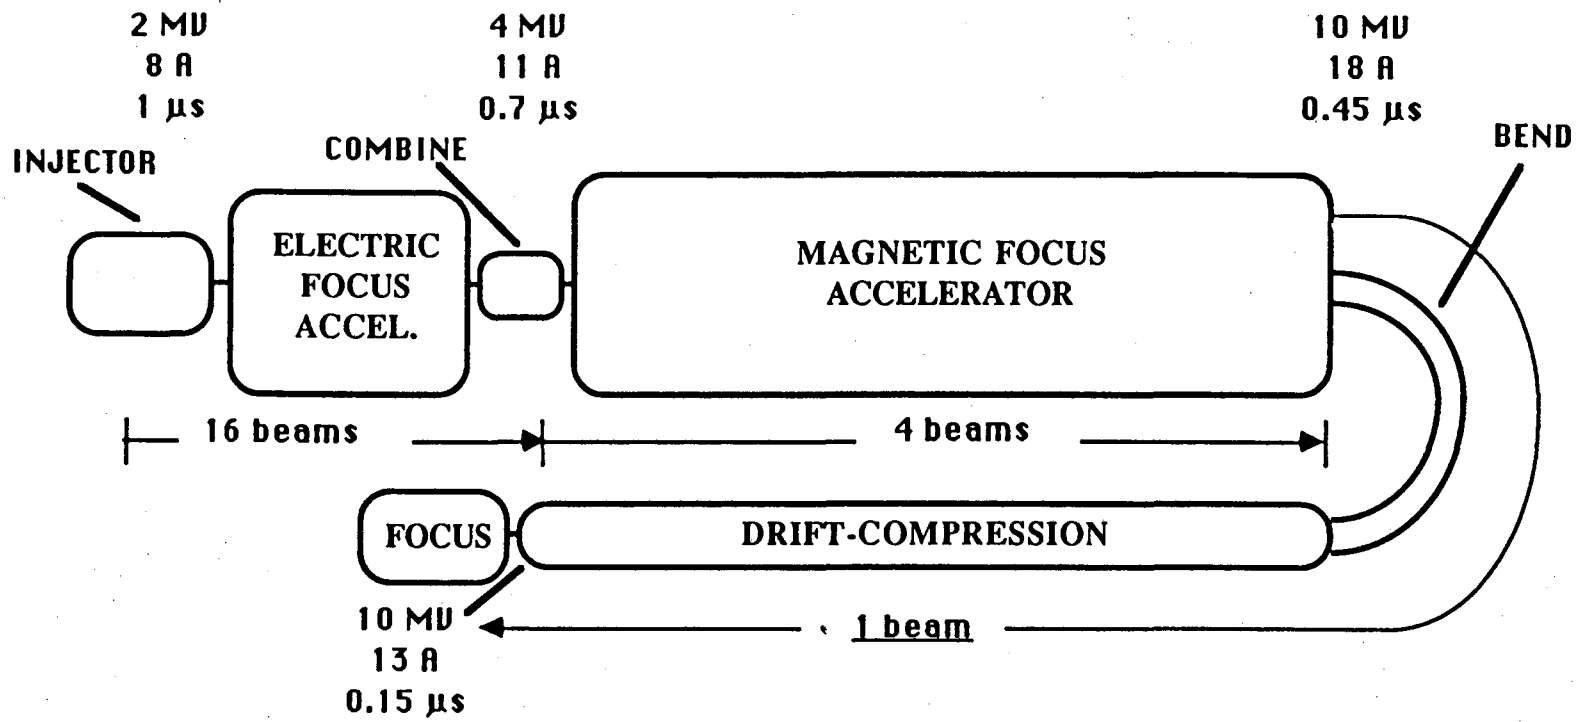 2 MV
8 A
1 μs
4 MV
11 A
0.7 μs
10 MV
18 A
0.45 μs
INJECTOR
COMBINE
BEND
ELECTRIC
FOCUS
ACCEL.
MAGNETIC FOCUS
ACCELERATOR
16 beams
4 beams
FOCUS
DRIFT-COMPRESSION
10 MV
13 A
0.15 μs
1 beam